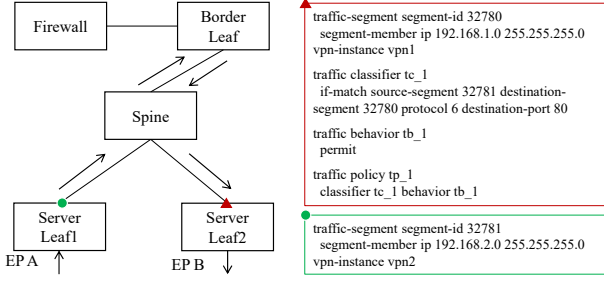 Firewall
Border
Leaf
Spine
Server
Leaf1
Server
Leaf2
EP A
EP B
traffic-segment segment-id 32780
segment-member ip 192.168.1.0 255.255.255.0
vpn-instance vpn1
traffic classifier tc_1
if-match source-segment 32781 destination-
segment 32780 protocol 6 destination-port 80
traffic behavior tb_1
permit
traffic policy tp_1
classifier tc_1 behavior tb_1
traffic-segment segment-id 32781
segment-member ip 192.168.2.0 255.255.255.0
vpn-instance vpn2